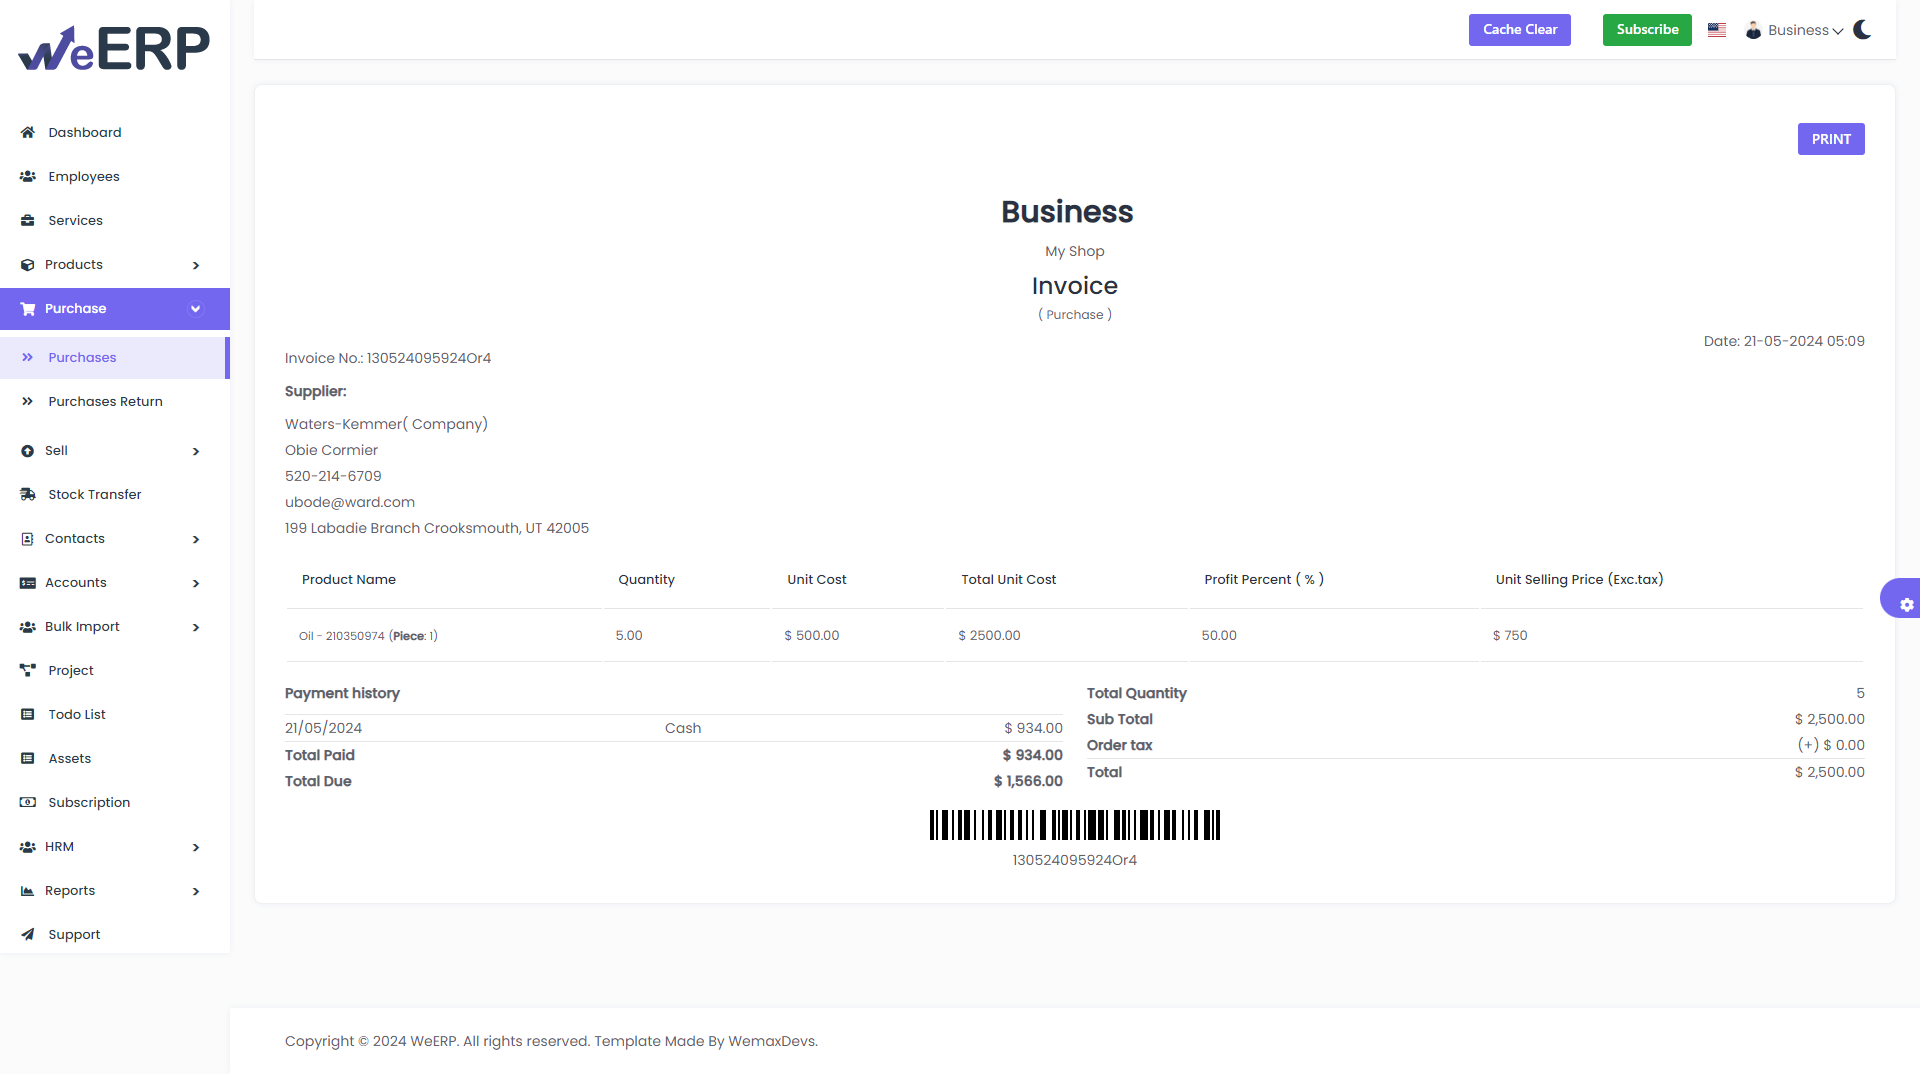 WeERP
Cache Clear
Subscribe
Business
Dashboard
Employees
Services
Products
Purchase
Purchases
Purchases Return
Sell
Stock Transfer
Contacts
Accounts
Bulk Import
Project
Todo List
Assets
Subscription
HRM
Reports
Support
PRINT
Business
My Shop
Invoice
( Purchase )
Date: 21-05-2024 05:09
Invoice No.: 130524095924Or4
Supplier:
Waters-Kemmer( Company)
Obie Cormier
520-214-6709
ubode@ward.com
199 Labadie Branch Crooksmouth, UT 42005
Product Name Quantity Unit Cost Total Unit Cost Profit Percent ( % ) Unit Selling Price (Exc.tax)
Oil - 210350974 (Piece: 1) 5.00 $ 500.00 $ 2500.00 50.00 $ 750
Payment history
21/05/2024 Cash $ 934.00
Total Paid $ 934.00
Total Due $ 1,566.00
Total Quantity 5
Sub Total $ 2,500.00
Order tax (+) $ 0.00
Total $ 2,500.00
130524095924Or4
Copyright © 2024 WeERP. All rights reserved. Template Made By WemaxDevs.